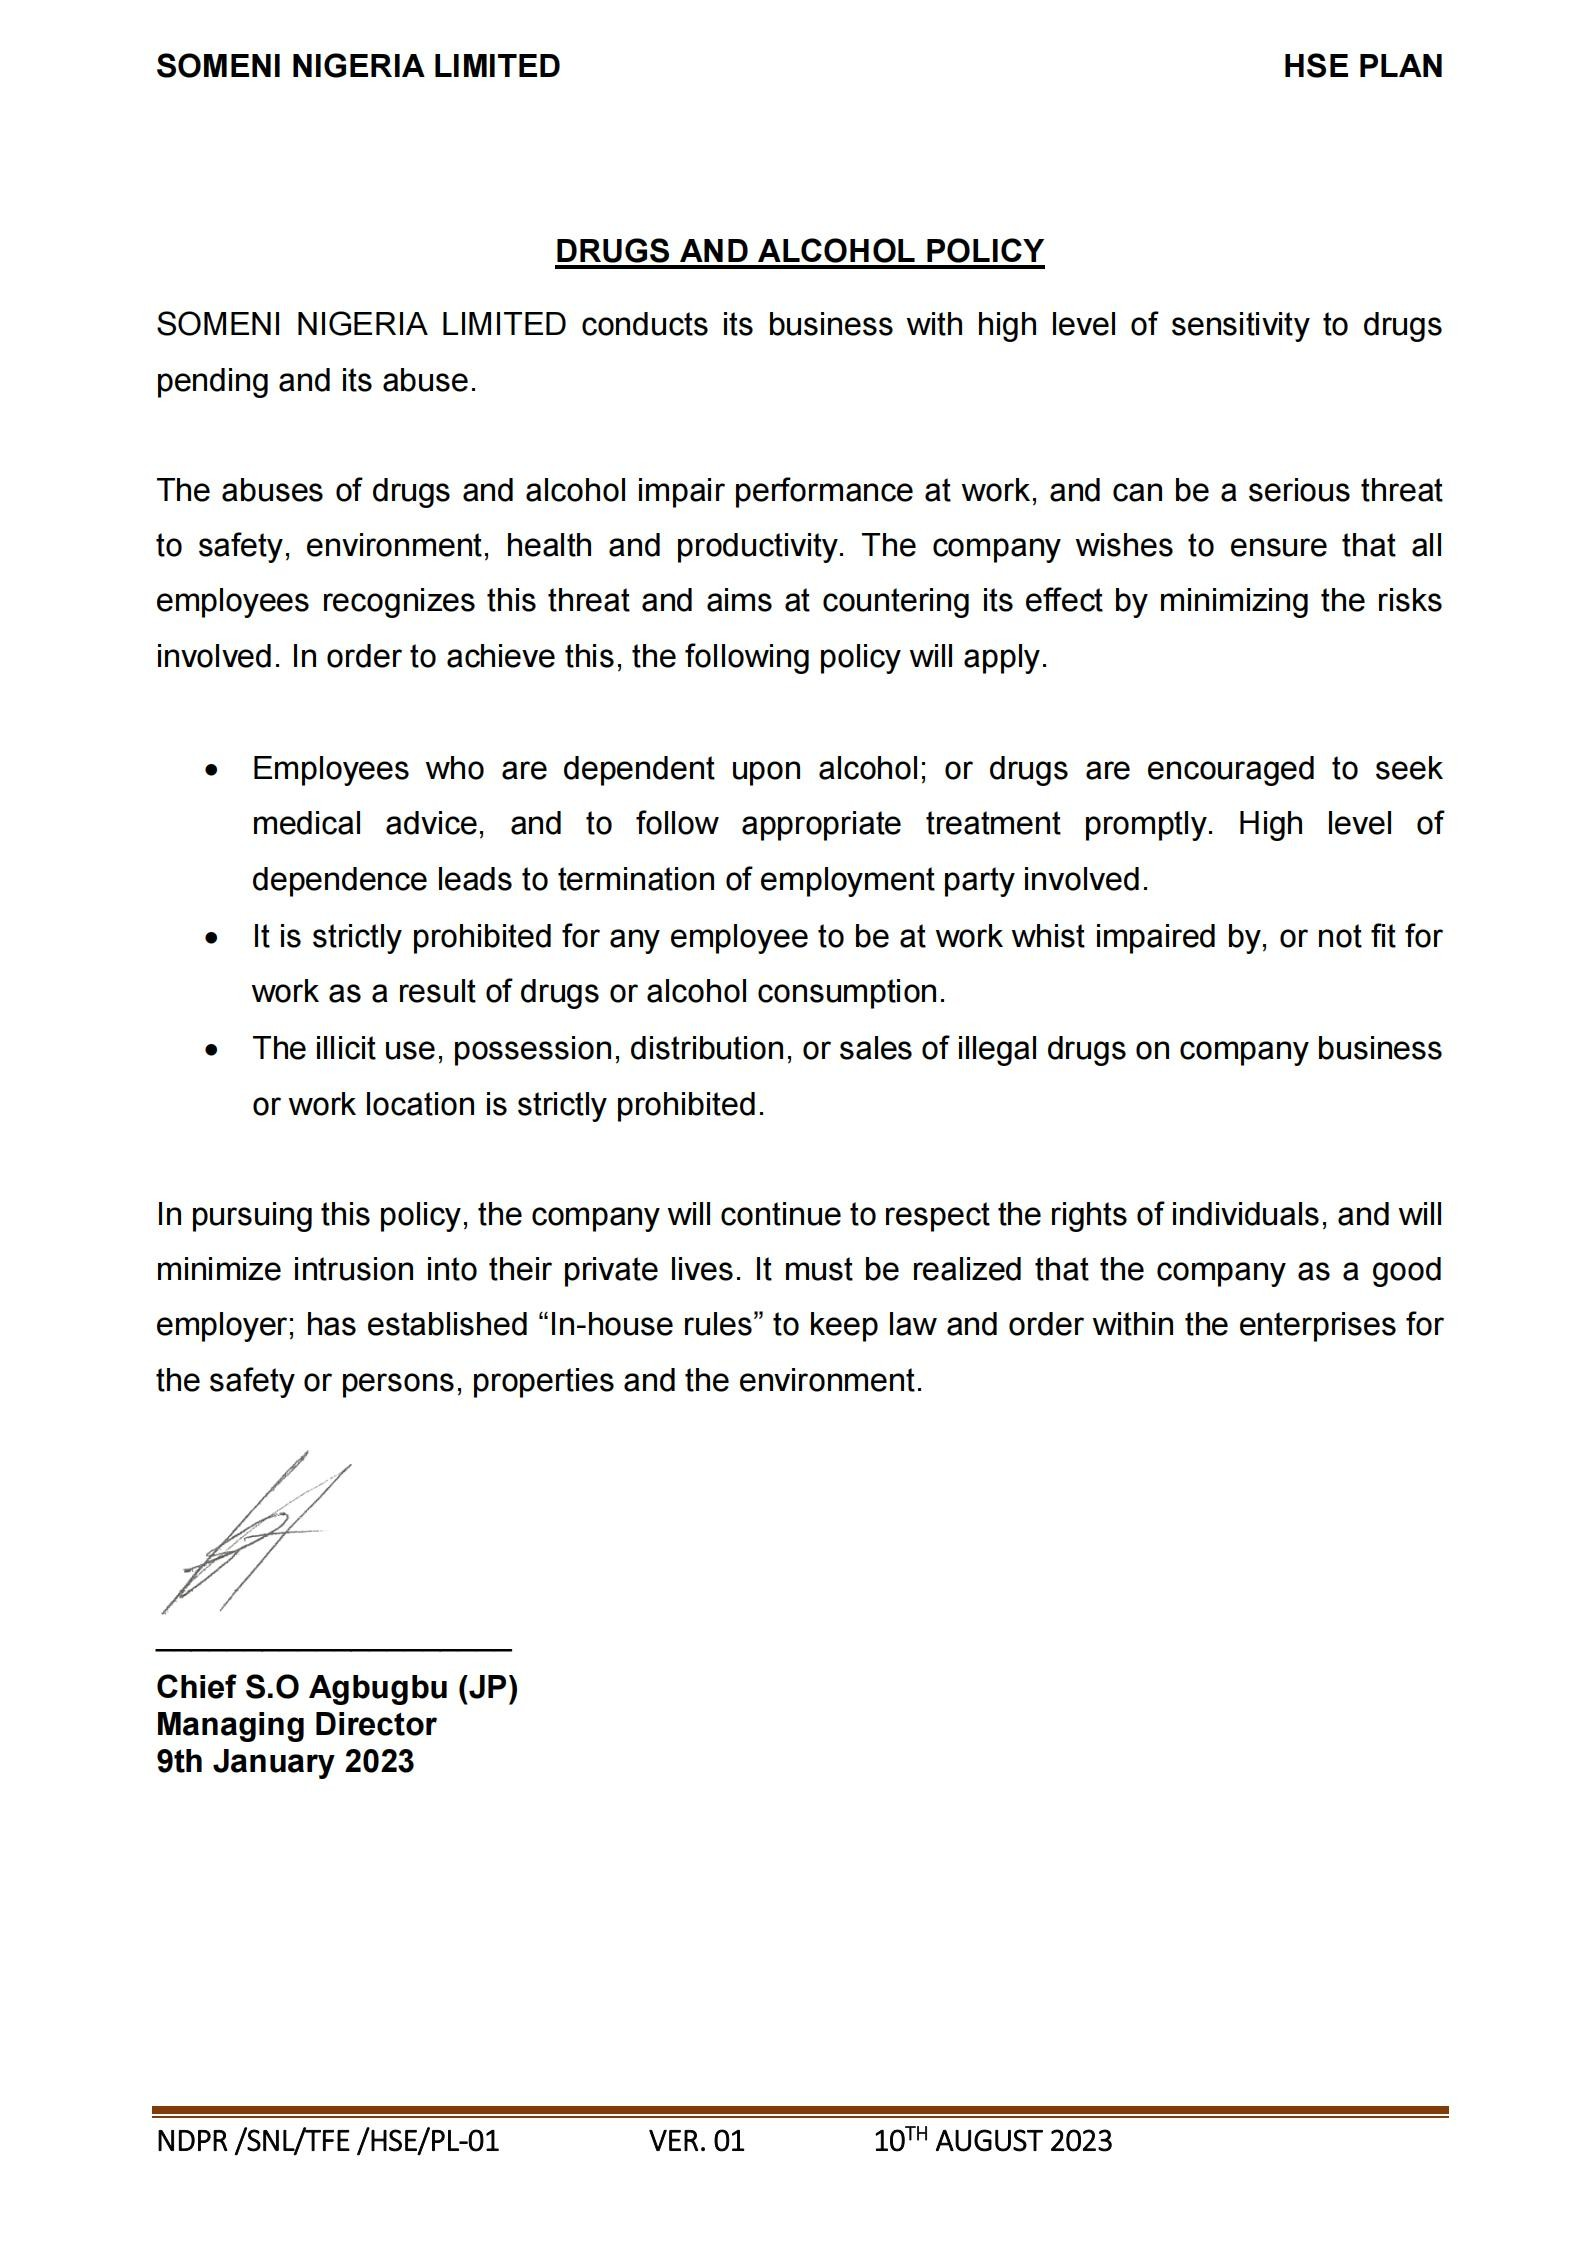 SOMENI NIGERIA LIMITED HSE PLAN
DRUGS AND ALCOHOL POLICY
SOMENI NIGERIA LIMITED conducts its business with high level of sensitivity to drugs
pending and its abuse.
The abuses of drugs and alcohol impair performance at work, and can be a serious threat
to safety, environment, health and productivity. The company wishes to ensure that all
employees recognizes this threat and aims at countering its effect by minimizing the risks
involved. In order to achieve this, the following policy will apply.
• Employees who are dependent upon alcohol; or drugs are encouraged to seek
medical advice, and to follow appropriate treatment promptly. High level of
dependence leads to termination of employment party involved.
• It is strictly prohibited for any employee to be at work whist impaired by, or not fit for
work as a result of drugs or alcohol consumption.
• The illicit use, possession, distribution, or sales of illegal drugs on company business
or work location is strictly prohibited.
In pursuing this policy, the company will continue to respect the rights of individuals, and will
minimize intrusion into their private lives. It must be realized that the company as a good
employer; has established “In-house rules” to keep law and order within the enterprises for
the safety or persons, properties and the environment.
Chief S.O Agbugbu (JP)
Managing Director
9th January 2023
NDPR /SNL/TFE /HSE/PL-01 VER. 01 10TH AUGUST 2023